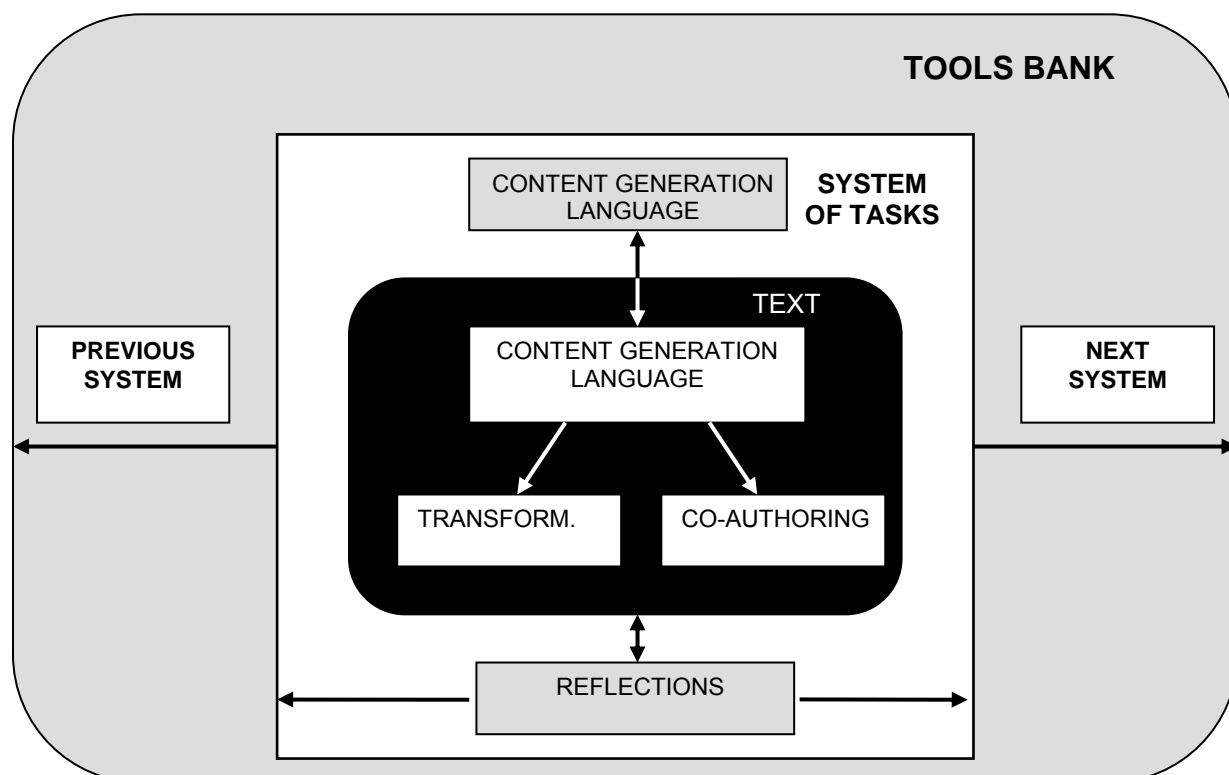 TOOLS BANK
CONTENT GENERATION
LANGUAGE
SYSTEM
OF TASKS
TEXT
PREVIOUS
SYSTEM
CONTENT GENERATION
LANGUAGE
NEXT
SYSTEM
TRANSFORM.
CO-AUTHORING
REFLECTIONS